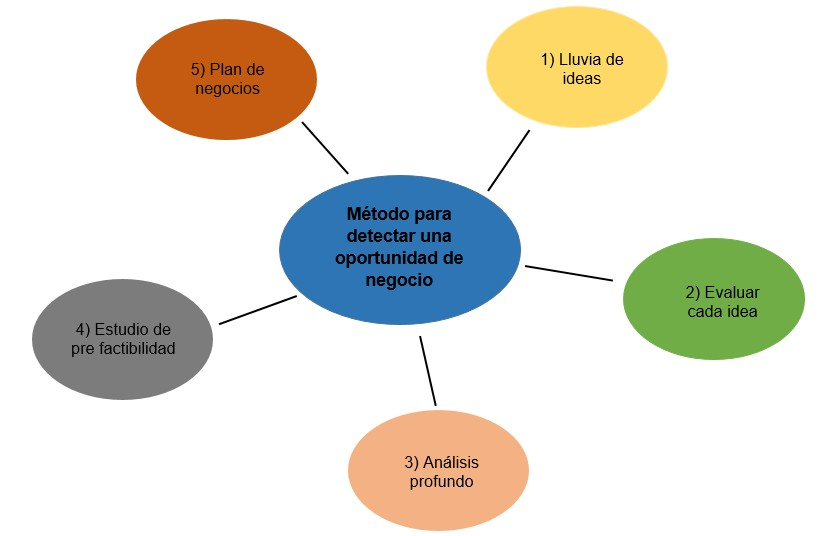 Método para
detectar una
oportunidad de
negocio
1) Lluvia de
ideas
2) Evaluar
cada idea
3) Análisis
profundo
4) Estudio de
pre factibilidad
5) Plan de
negocios